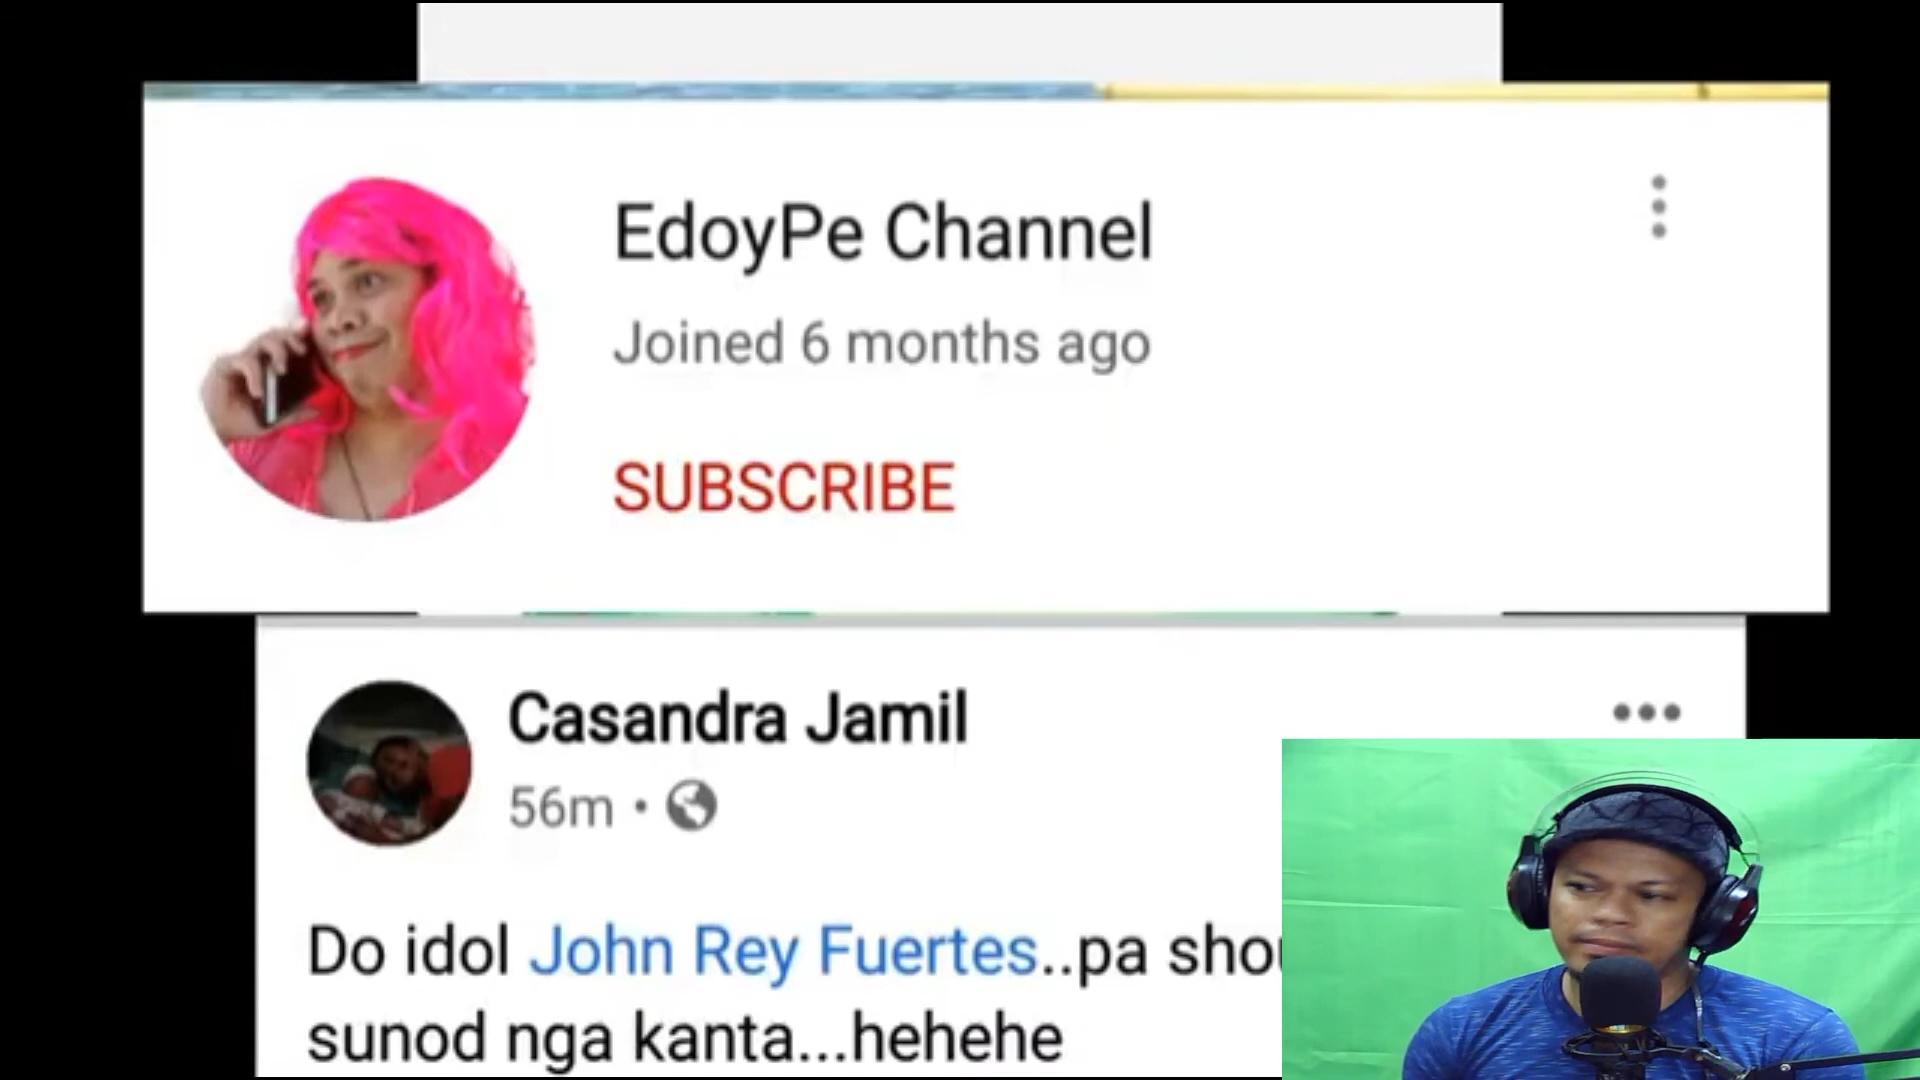 EdoyPe Channel
Joined 6 months ago
SUBSCRIBE
Casandra Jamil
56m •
Do idol John Rey Fuertes..pa
sunod nga kanta...hehehe